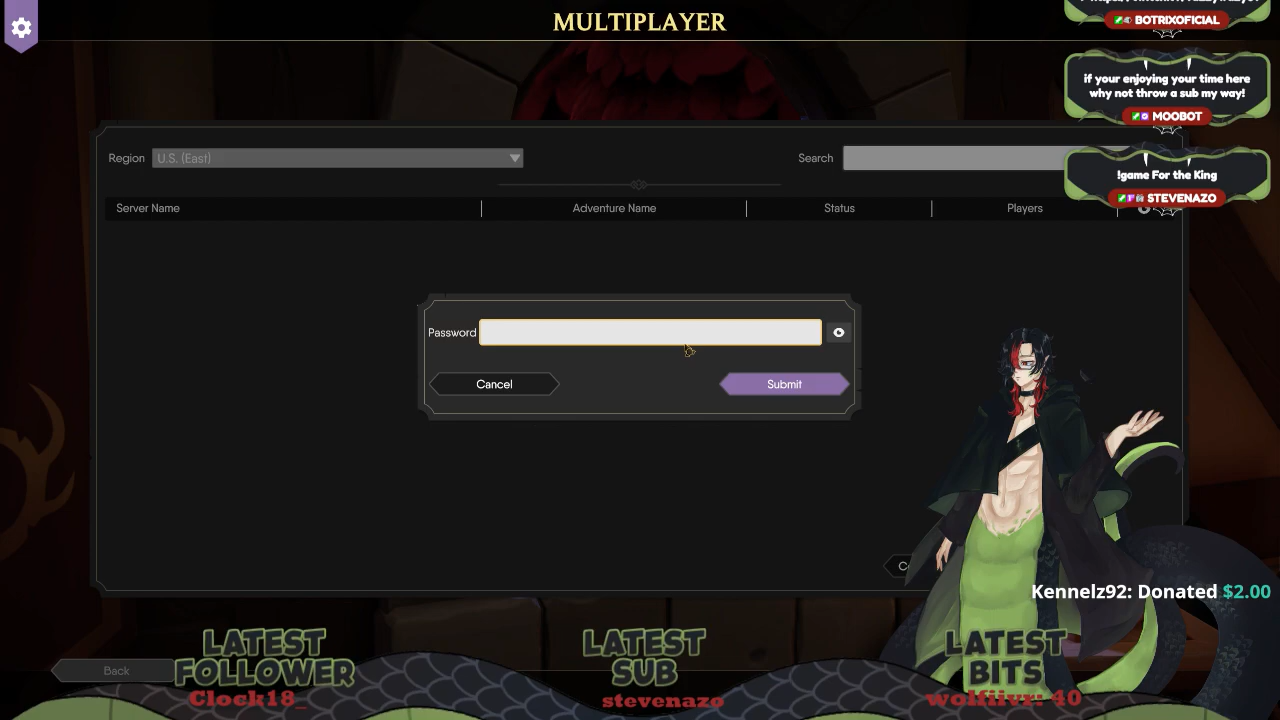 MULTIPLAYER
BOTRIXOFICIAL
if your enjoying your time here
why not throw a sub my way!
MOOBOT
!game For the King
STEVENAZO
Region
U.S. (East)
Search
Server Name
Adventure Name
Status
Players
Password
Cancel
Submit
Kennelz92: Donated $2.00
Back
LATEST
FOLLOWER
Clock18_
LATEST
SUB
stevenazo
LATEST
BITS
wolfiivr: 40